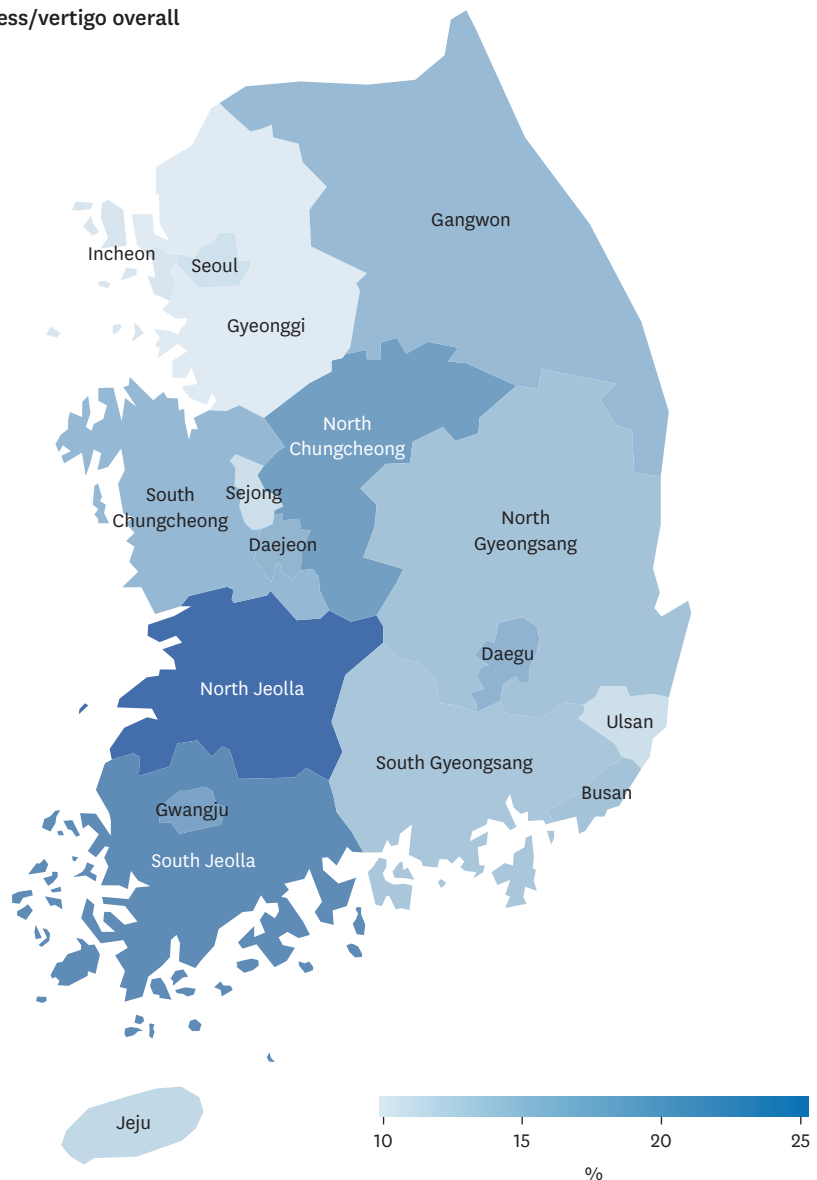 ess/vertigo overall
Gangwon
Incheon
Seoul
Gyeonggi
North
Chungcheong
South
Chungcheong
Sejong
Daejeon
North
Gyeongsang
Daegu
North Jeolla
Ulsan
South Gyeongsang
Busan
Gwangju
South Jeolla
Jeju
10 15 20 25
%